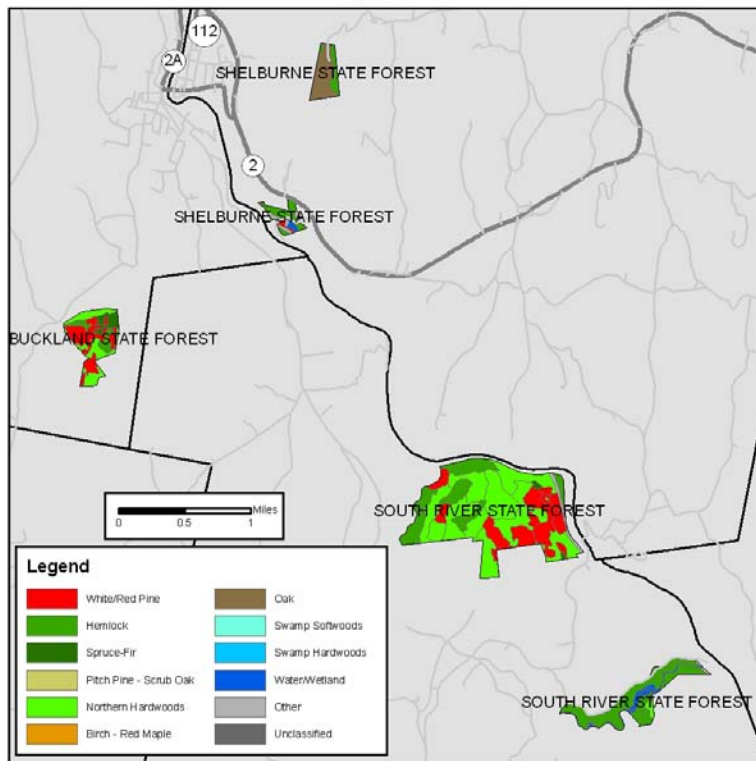 112
2A
SHELBURNE STATE FOREST
2
SHELBURNE STATE FOREST
BUCKLAND STATE FOREST
SOUTH RIVER STATE FOREST
Miles
0 0.5 1
SOUTH RIVER STATE FOREST
Legend
White/Red Pine
Hemlock
Spruce-Fir
Pitch Pine - Scrub Oak
Northern Hardwoods
Birch - Red Maple
Oak
Swamp Softwoods
Swamp Hardwoods
Water/Wetland
Other
Unclassified